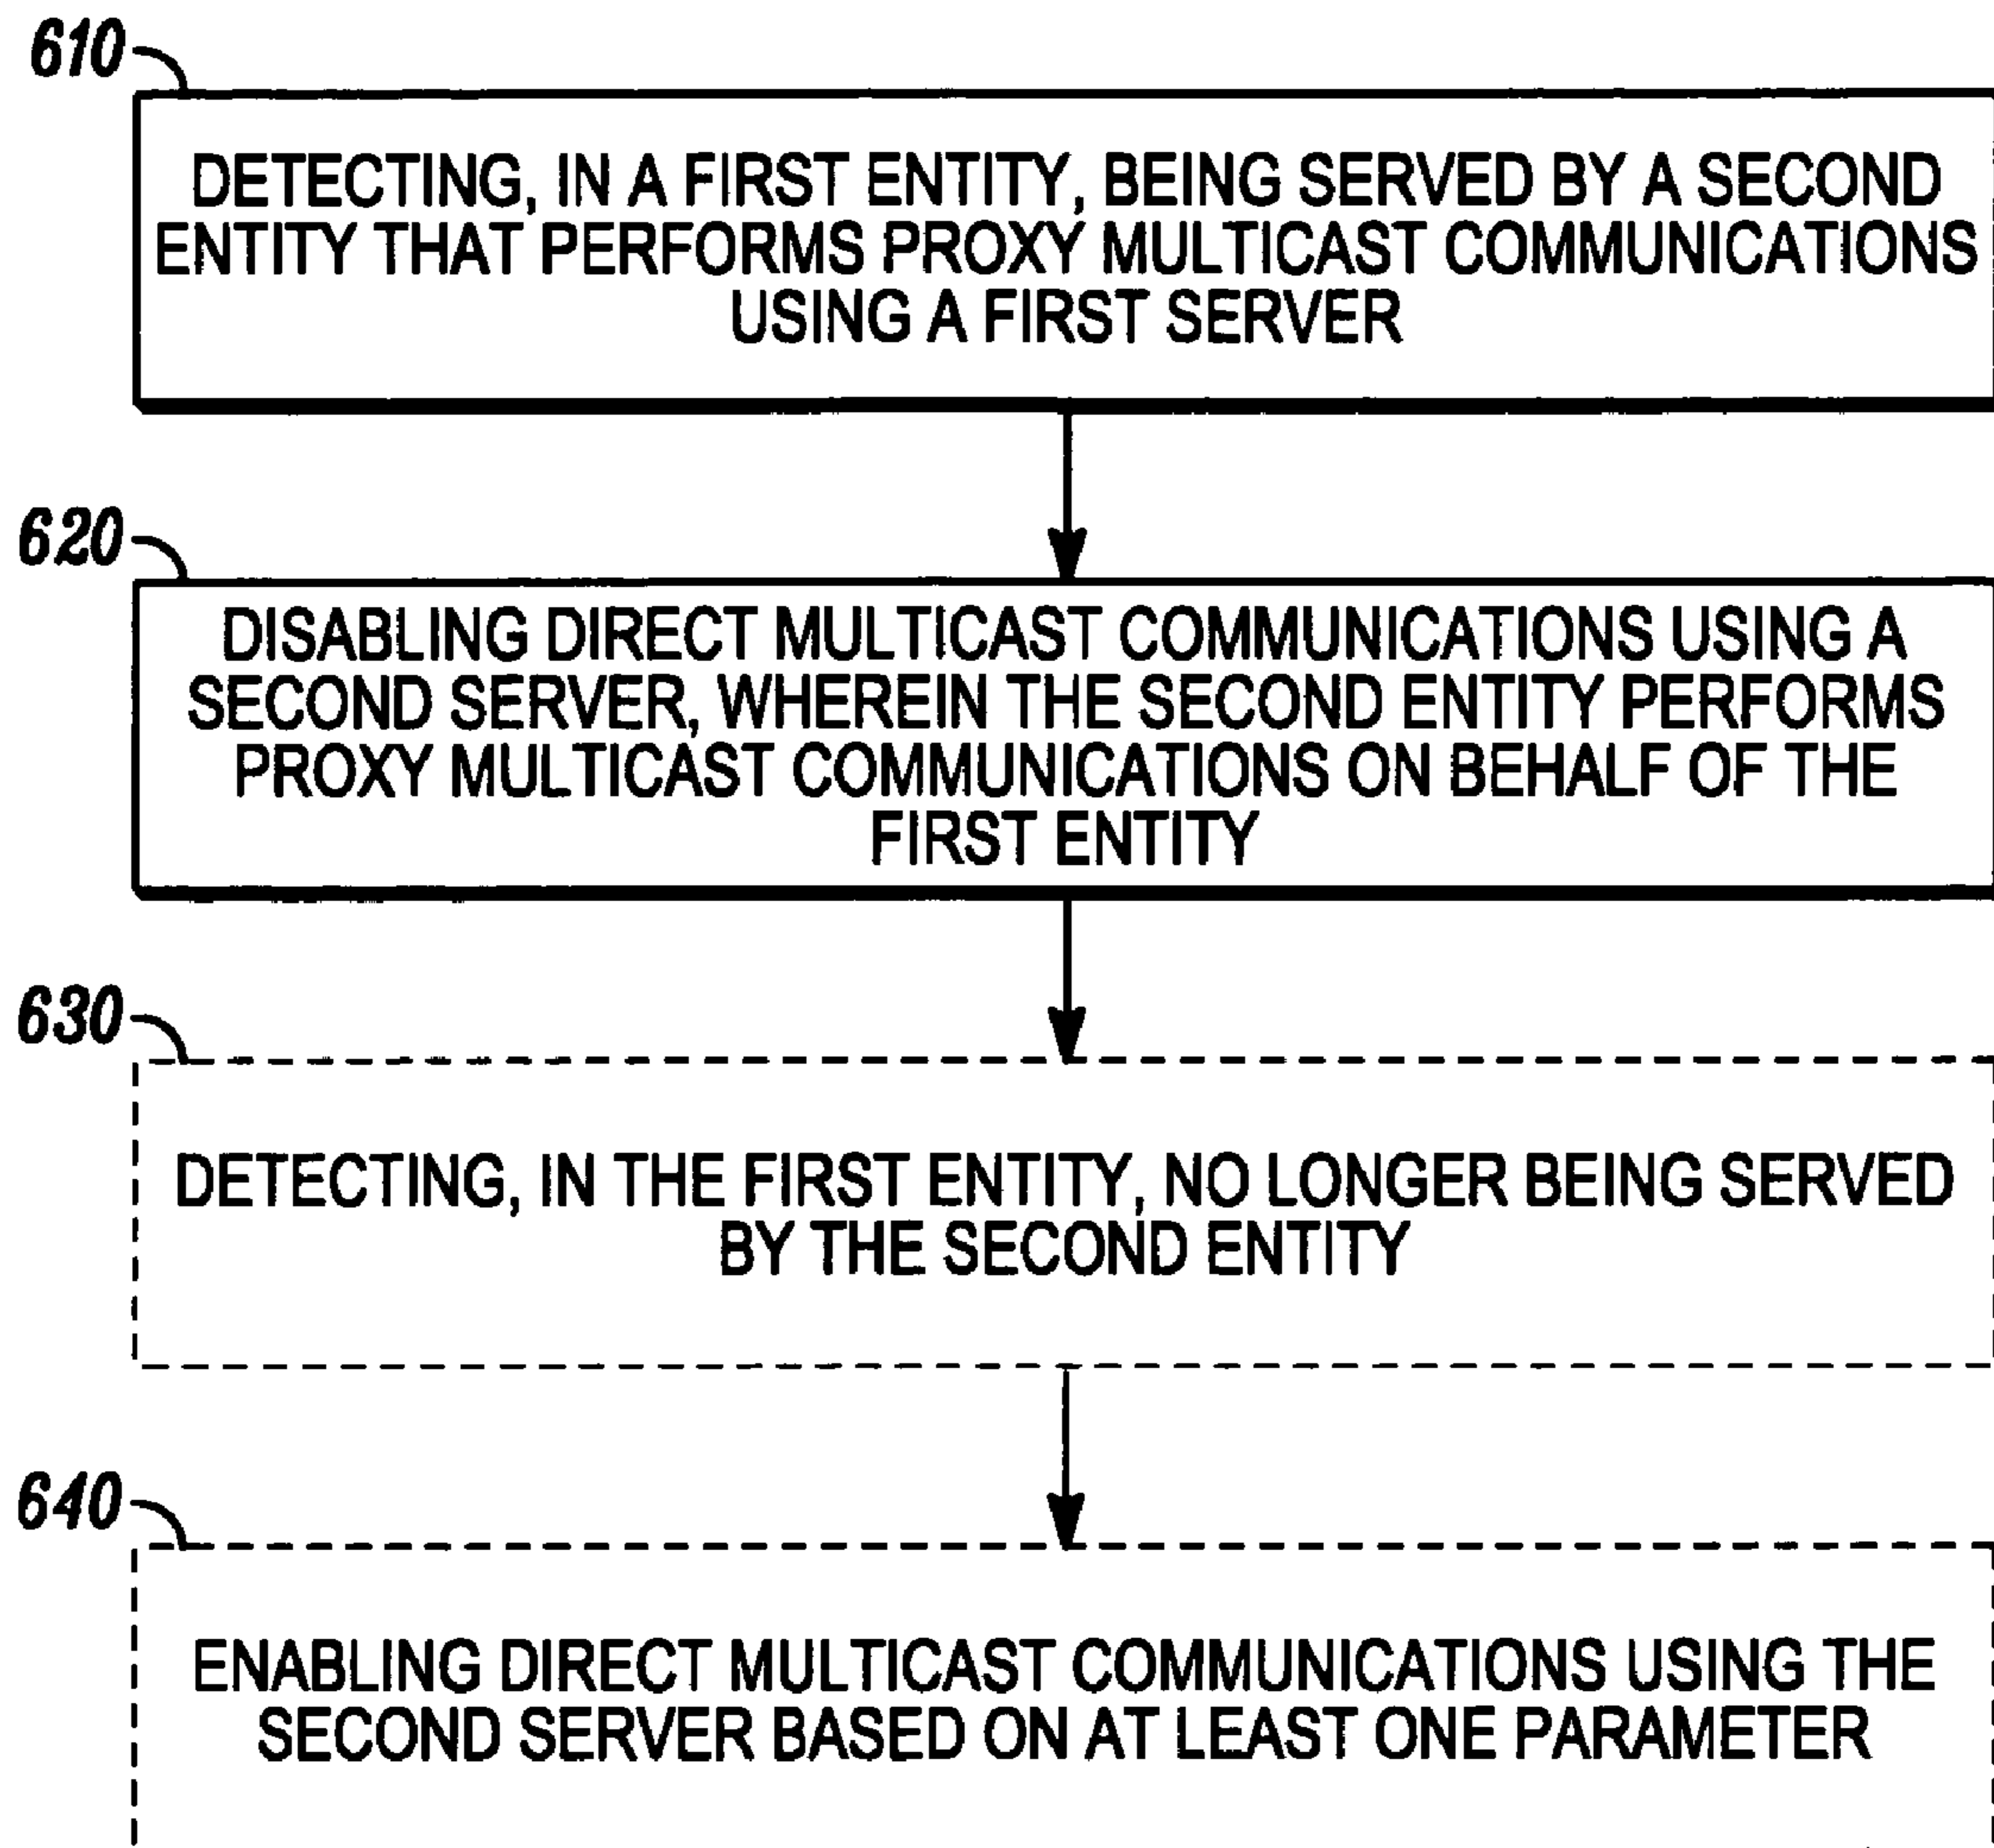 610
DETECTING, IN A FIRST ENTITY, BEING SERVED BY A SECOND
ENTITY THAT PERFORMS PROXY MULTICAST COMMUNICATIONS
USING A FIRST SERVER
620
DISABLING DIRECT MULTICAST COMMUNICATIONS USING A
SECOND SERVER, WHEREIN THE SECOND ENTITY PERFORMS
PROXY MULTICAST COMMUNICATIONS ON BEHALF OF THE
FIRST ENTITY
630
DETECTING, IN THE FIRST ENTITY, NO LONGER BEING SERVED
BY THE SECOND ENTITY
640
ENABLING DIRECT MULTICAST COMMUNICATIONS USING THE
SECOND SERVER BASED ON AT LEAST ONE PARAMETER